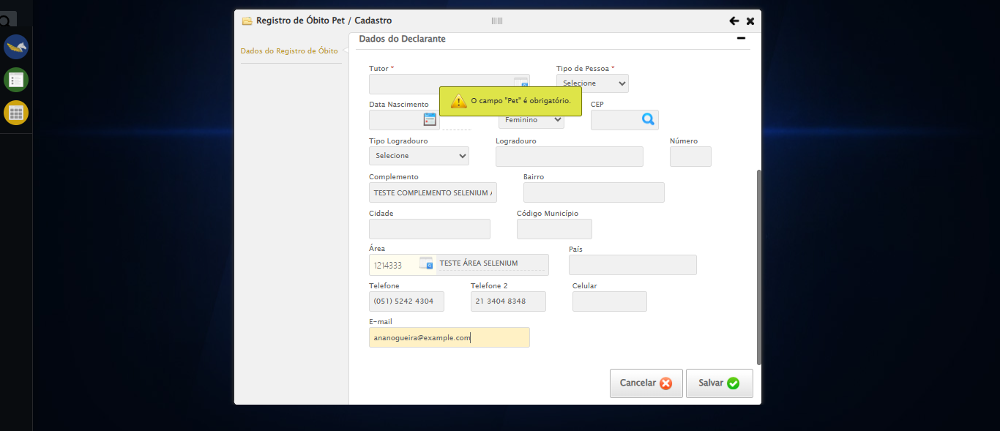 Registro de Óbito Pet / Cadastro
Dados do Registro de Óbito
Dados do Declarante
Tutor * Tipo de Pessoa *
Selecione
O campo "Pet" é obrigatório.
Data Nascimento CEP
Feminino
Tipo Logradouro Logradouro Número
Selecione
Complemento Bairro
TESTE COMPLEMENTO SELENIUM
Cidade Código Município
Área País
1214333 TESTE ÁREA SELENIUM
Telefone Telefone 2 Celular
(051) 5242 4304 21 3404 8348
E-mail
ananogueira@example.com
Cancelar Salvar